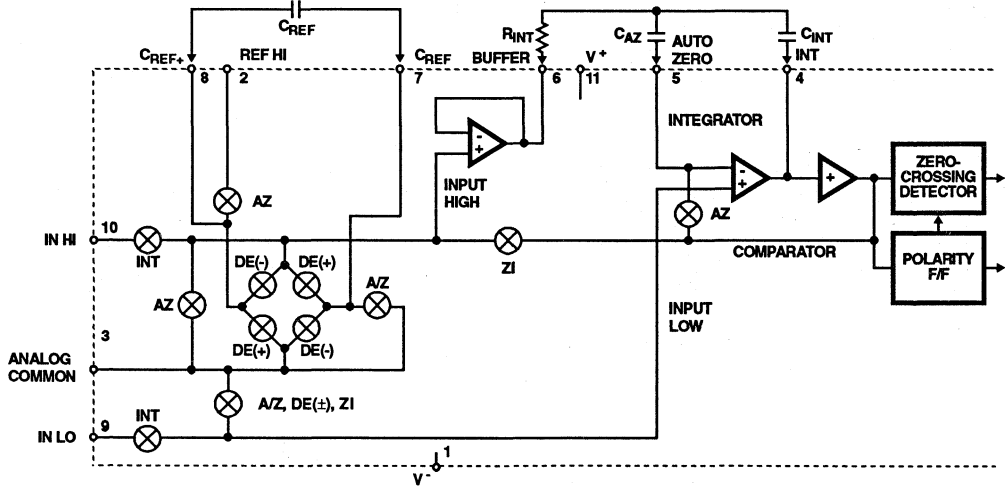 CREF
RINT
CAZ
CINT
CREF+
REF HI
CREF
BUFFER
V+
AUTO
ZERO
INT
8
2
7
6
11
5
4
INTEGRATOR
-
+
INPUT
HIGH
-
+
+
ZERO-
CROSSING
DETECTOR
AZ
AZ
10
IN HI
INT
ZI
COMPARATOR
POLARITY
F/F
DE(-)
DE(+)
A/Z
AZ
INPUT
LOW
DE(+)
DE(-)
3
ANALOG
COMMON
A/Z, DE(±), ZI
INT
9
IN LO
1
V-